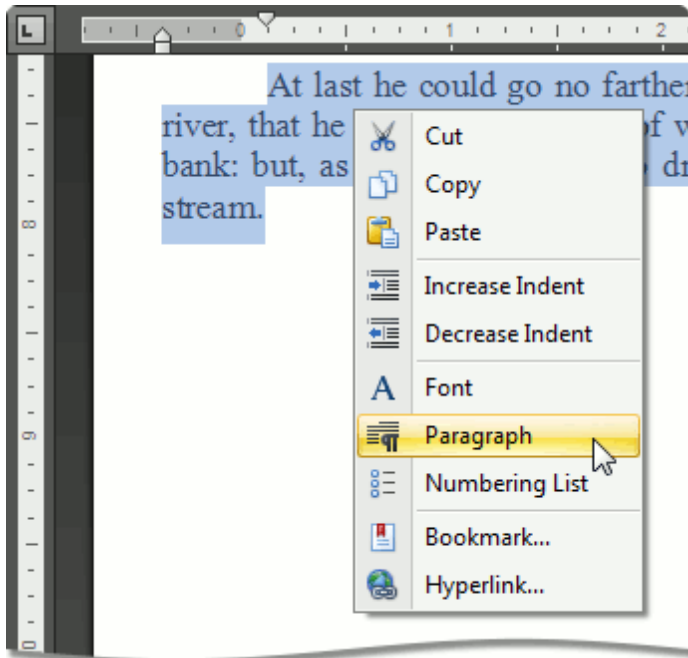 0 1 2
At last he could go no farther
river, that he of
bank: but, as
stream.
Cut
Copy
Paste
Increase Indent
Decrease Indent
Font
Paragraph
Numbering List
Bookmark...
Hyperlink...
8
9